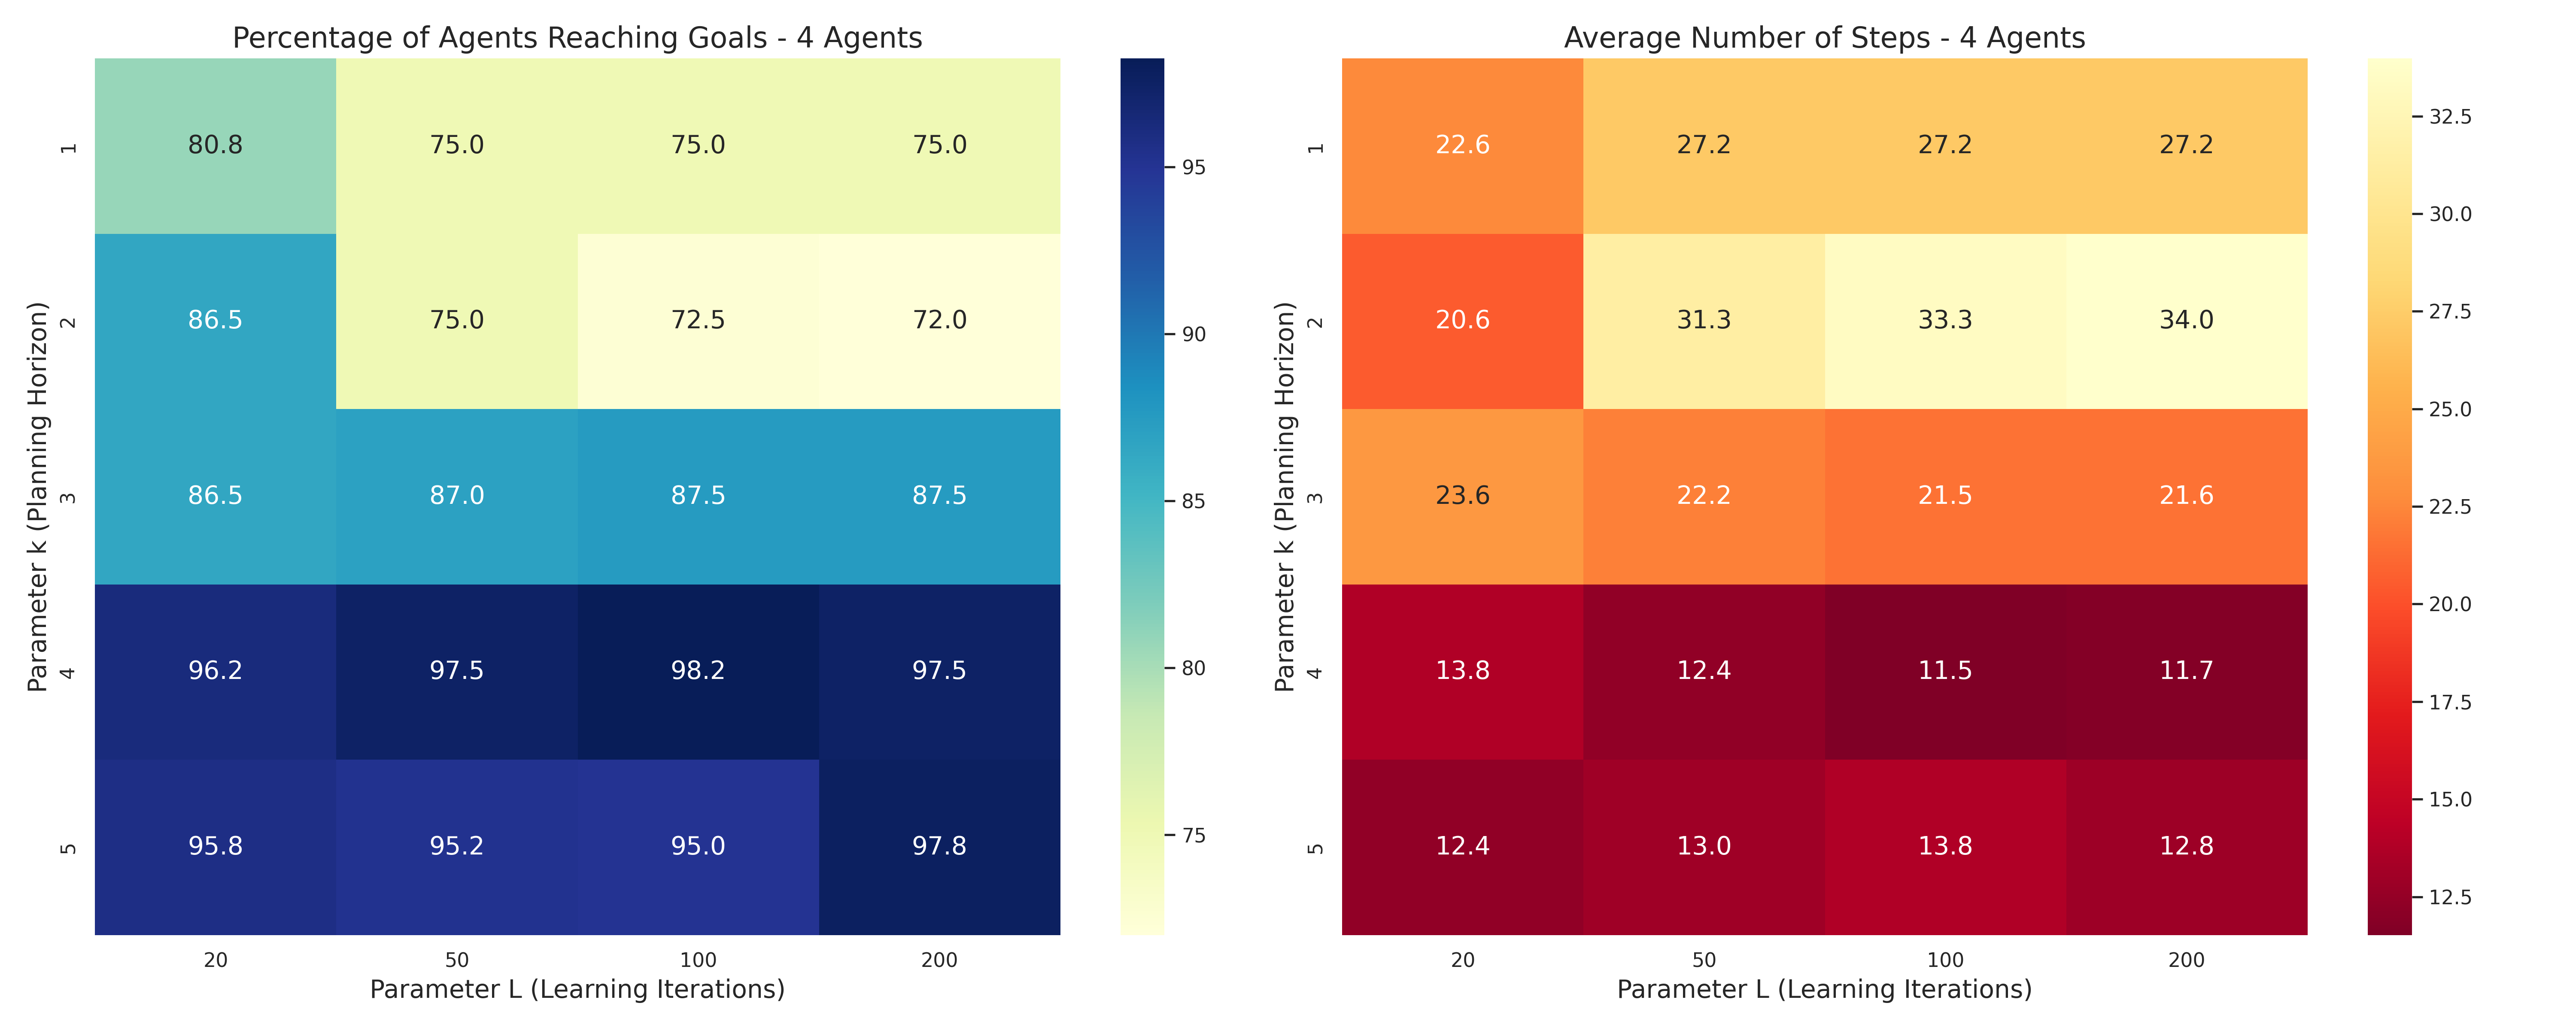 Percentage of Agents Reaching Goals - 4 Agents
Parameter k (Planning Horizon)
1
80.8 75.0 75.0 75.0
2
86.5 75.0 72.5 72.0
3
86.5 87.0 87.5 87.5
4
96.2 97.5 98.2 97.5
5
95.8 95.2 95.0 97.8
20 50 100 200
Parameter L (Learning Iterations)
95
90
85
80
75
Average Number of Steps - 4 Agents
Parameter k (Planning Horizon)
1
22.6 27.2 27.2 27.2
2
20.6 31.3 33.3 34.0
3
23.6 22.2 21.5 21.6
4
13.8 12.4 11.5 11.7
5
12.4 13.0 13.8 12.8
20 50 100 200
Parameter L (Learning Iterations)
32.5
30.0
27.5
25.0
22.5
20.0
17.5
15.0
12.5